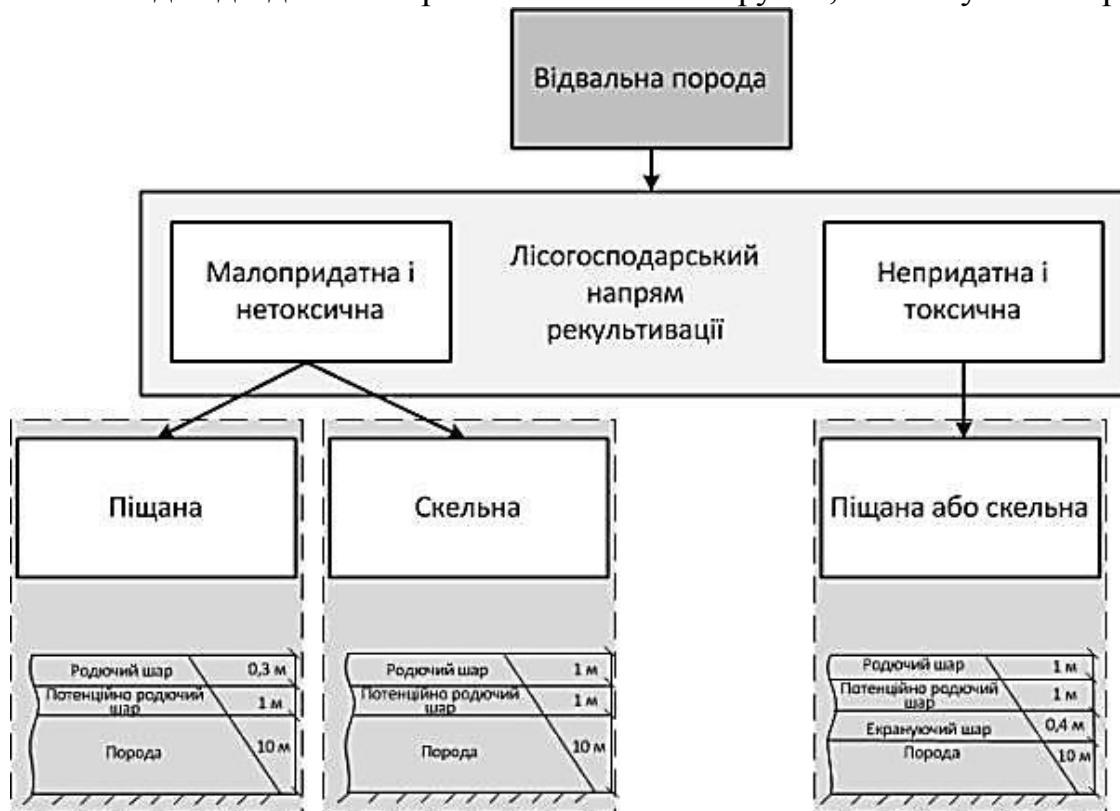 Відвальна порода
Малопридатна і
нетоксична
Лісогосподарський
напрям
рекультивації
Непридатна і
токсична
Піщана
Скельна
Піщана або скельна
Родючий шар 0,3 м
Потенційно родючий
шар 1 м
Порода 10 м
Родючий шар 1 м
Потенційно родючий
шар 1 м
Порода 10 м
Родючий шар 1 м
Потенційно родючий
шар 1 м
Екрануючий шар 0,4 м
Порода 10 м